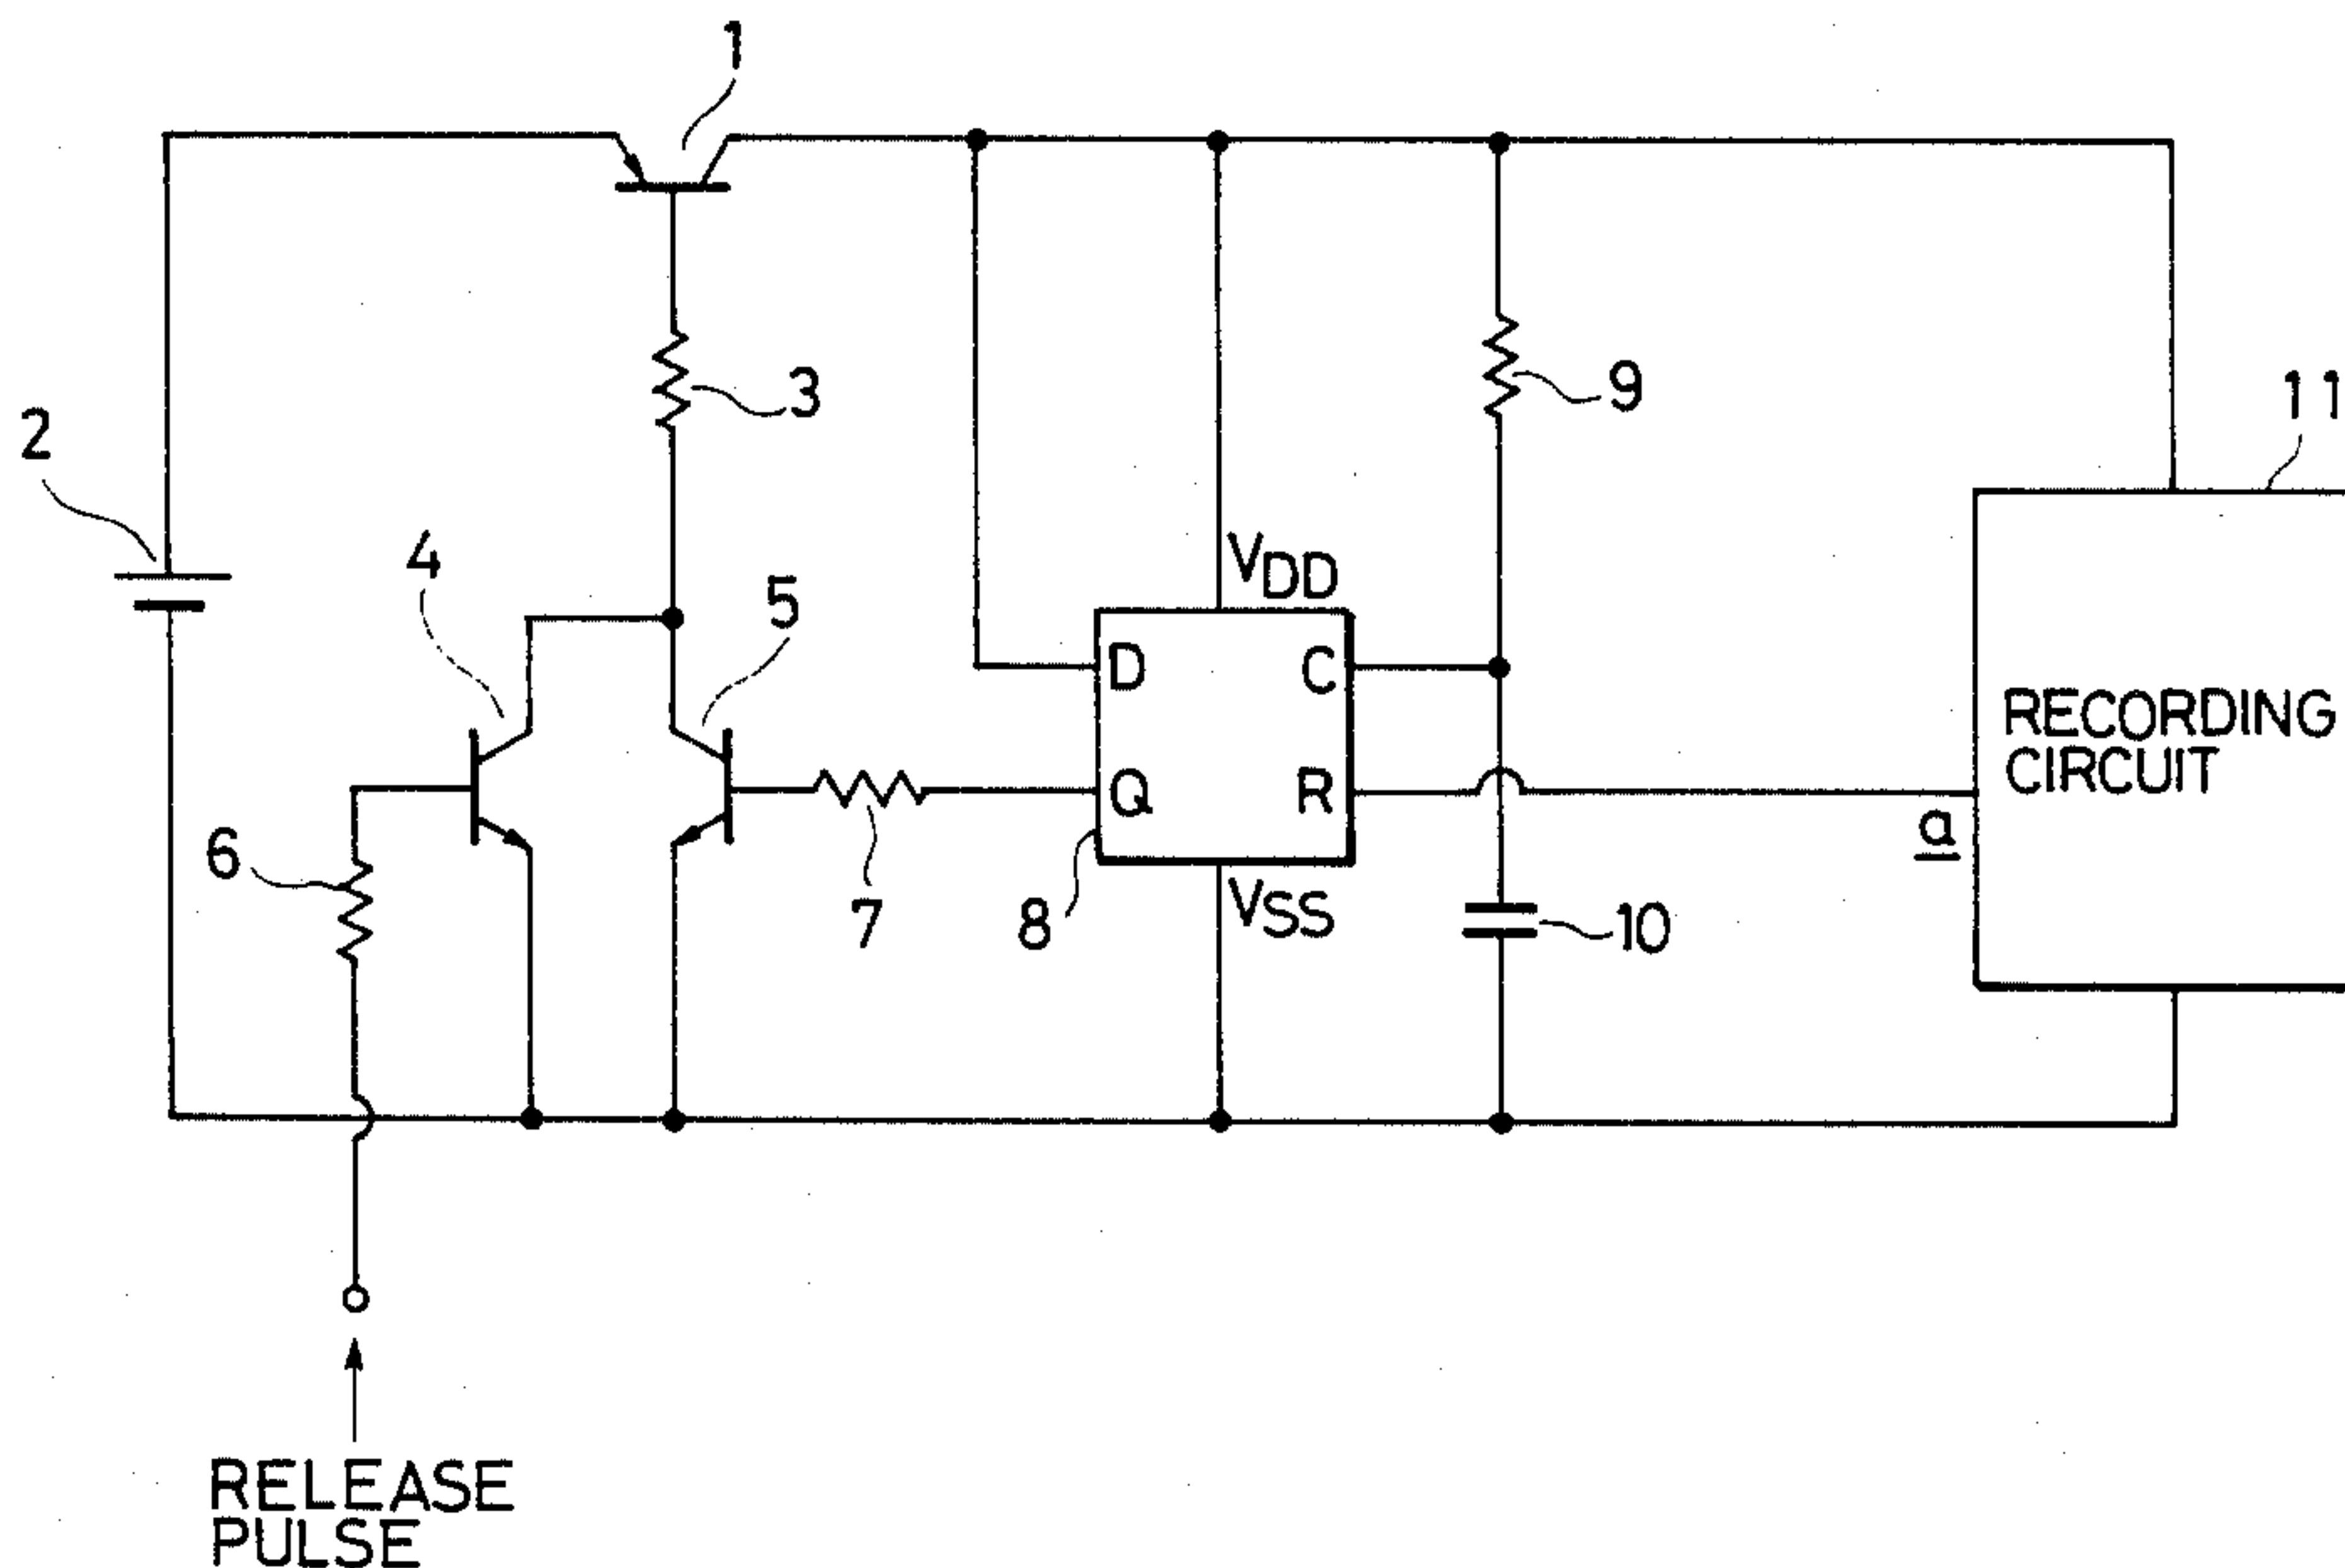 1
2
3
9
11
4
5
VDD
D
C
RECORDING
CIRCUIT
Q
R
a
6
7
8
VSS
10
RELEASE
PULSE